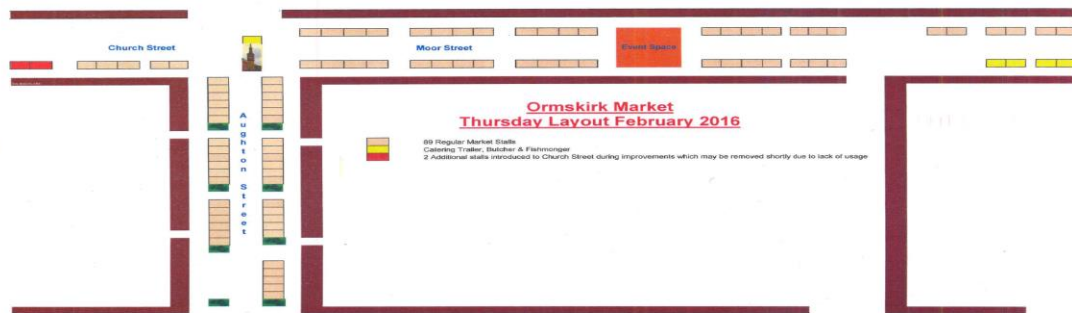 Church Street
Moor Street
Event Space
Aughton Street
Ormskirk Market
Thursday Layout February 2016
89 Regular Market Stalls
Catering Trailer, Butcher & Fishmonger
2 Additional stalls introduced to Church Street during improvements which may be removed shortly due to lack of usage